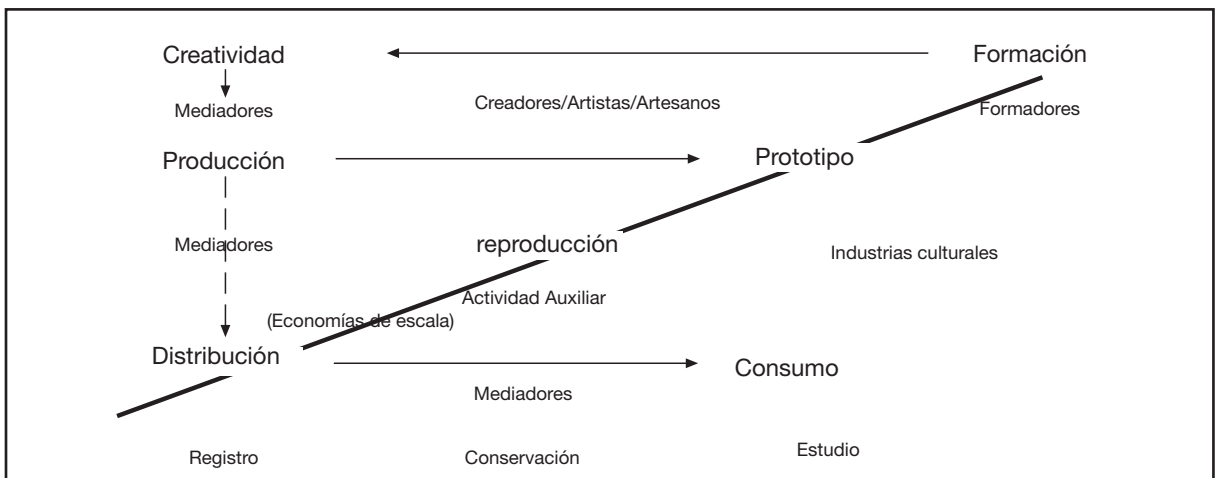 Creatividad
Formación
Mediadores
Creadores/Artistas/Artesanos
Formadores
Producción
Prototipo
Mediadores
reproducción
Industrias culturales
Actividad Auxiliar
(Economías de escala)
Distribución
Consumo
Mediadores
Registro
Conservación
Estudio